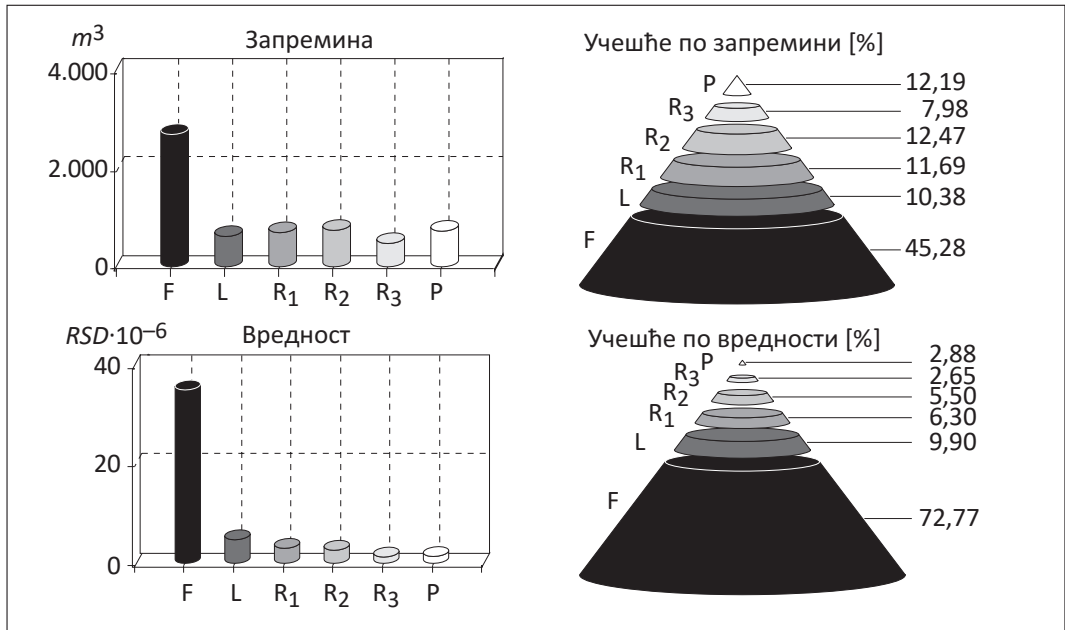 m³ Запремина
4.000
2.000
0
F L R₁ R₂ R₃ P
Учешће по запремини [%]
P 12,19
R₃ 7,98
R₂ 12,47
R₁ 11,69
L 10,38
F 45,28
RSD·10⁻⁶ Вредност
40
20
0
F L R₁ R₂ R₃ P
Учешће по вредности [%]
P 2,88
R₃ 2,65
R₂ 5,50
R₁ 6,30
L 9,90
F 72,77